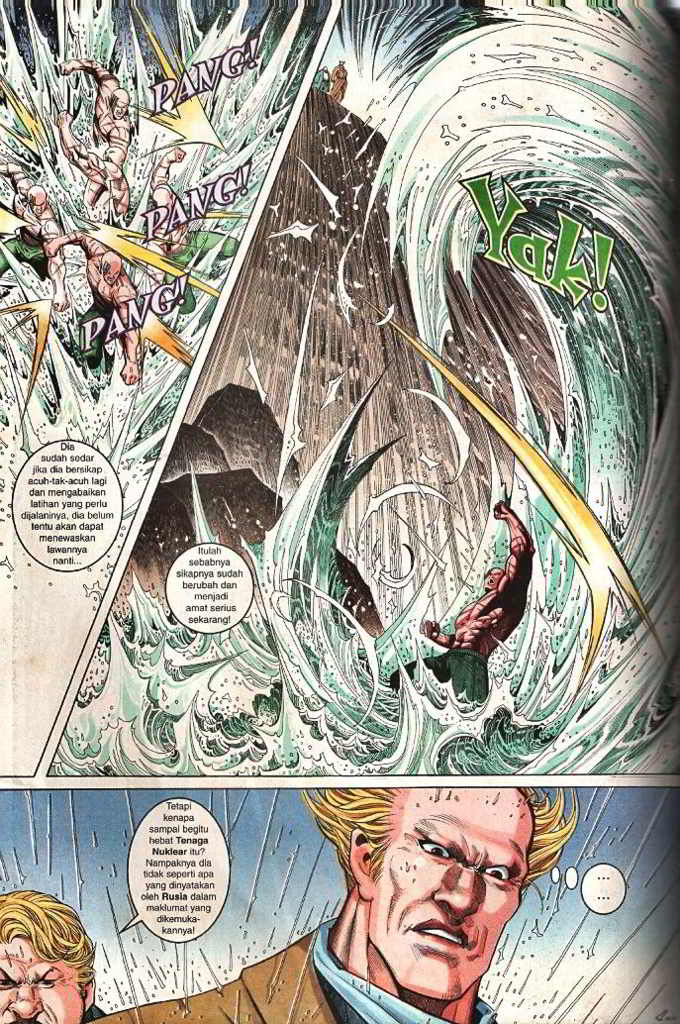 PANG!
PANG!
PANG!
Dia
sudah sedar
jika dia bersikap
acuh-tak-acuh lagi
dan mengabaikan
latihan yang perlu
dijalaninya, dia belum
tentu akan dapat
menewaskan
lawannya
nanti...
Yak!
Itulah
sebabnya
sikapnya sudah
berubah dan
menjadi
amat serius
sekarang!
Tetapi
kenapa
sampai begitu
hebat Tenaga
Nuklear itu?
Nampaknya dia
tidak seperti apa
yang dinyatakan
oleh Rusia dalam
maklumat yang
dikemuka-
kannya!
...
...